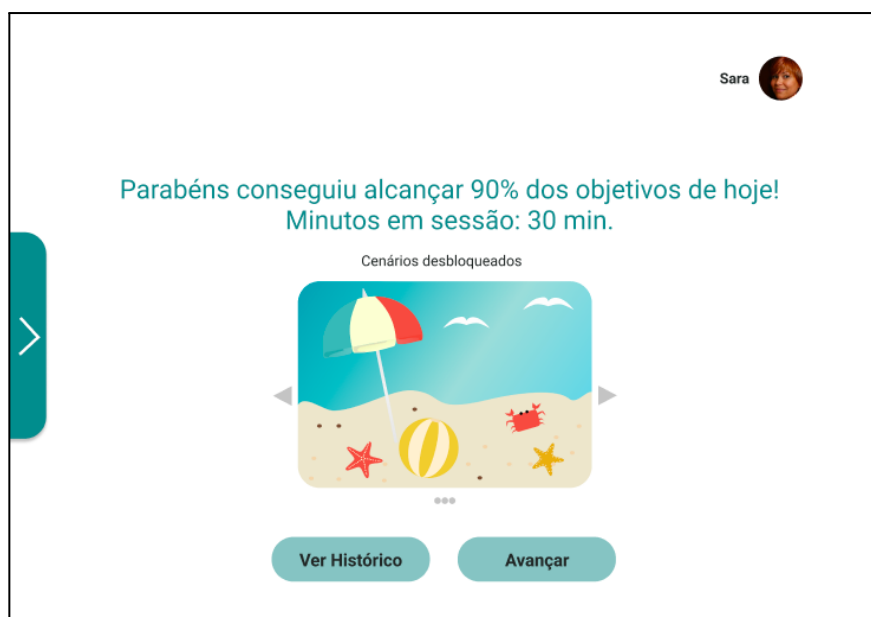 Sara
Parabéns conseguiu alcançar 90% dos objetivos de hoje!
Minutos em sessão: 30 min.
Cenários desbloqueados
Ver Histórico
Avançar